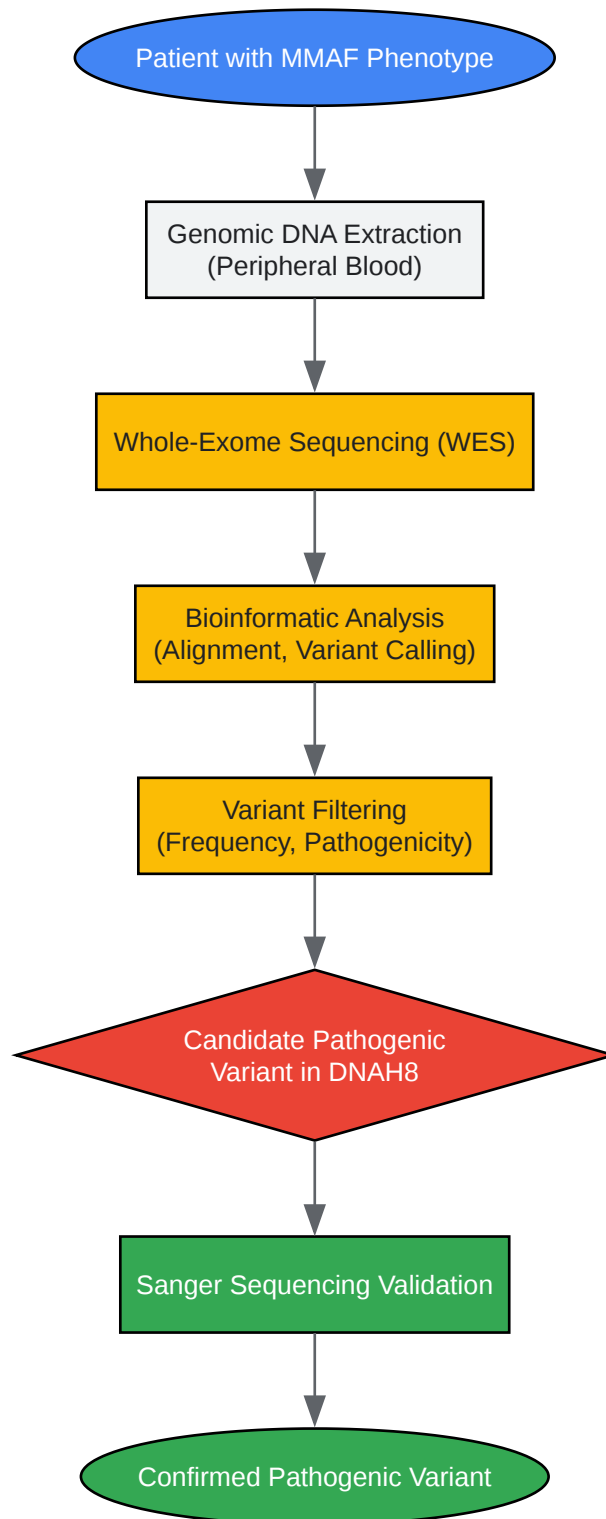 Patient with MMAF Phenotype
Genomic DNA Extraction
(Peripheral Blood)
Whole-Exome Sequencing (WES)
Bioinformatic Analysis
(Alignment, Variant Calling)
Variant Filtering
(Frequency, Pathogenicity)
Candidate Pathogenic
Variant in DNAH8
Sanger Sequencing Validation
Confirmed Pathogenic Variant